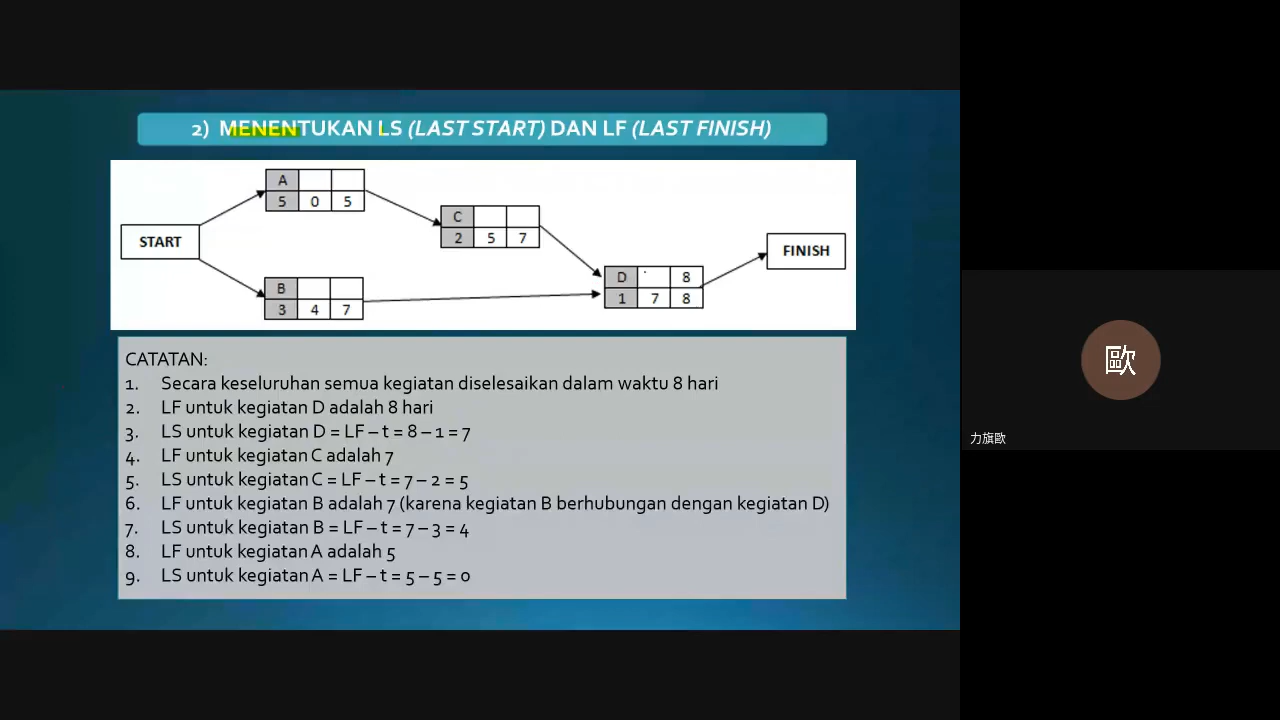 2) MENENTUKAN LS (LAST START) DAN LF (LAST FINISH)
A
5 0 5
C
2 5 7
START
FINISH
D 8
1 7 8
B
3 4 7
CATATAN:
1. Secara keseluruhan semua kegiatan diselesaikan dalam waktu 8 hari
2. LF untuk kegiatan D adalah 8 hari
3. LS untuk kegiatan D = LF – t = 8 – 1 = 7
4. LF untuk kegiatan C adalah 7
5. LS untuk kegiatan C = LF – t = 7 – 2 = 5
6. LF untuk kegiatan B adalah 7 (karena kegiatan B berhubungan dengan kegiatan D)
7. LS untuk kegiatan B = LF – t = 7 – 3 = 4
8. LF untuk kegiatan A adalah 5
9. LS untuk kegiatan A = LF – t = 5 – 5 = 0
歐
力旗歐